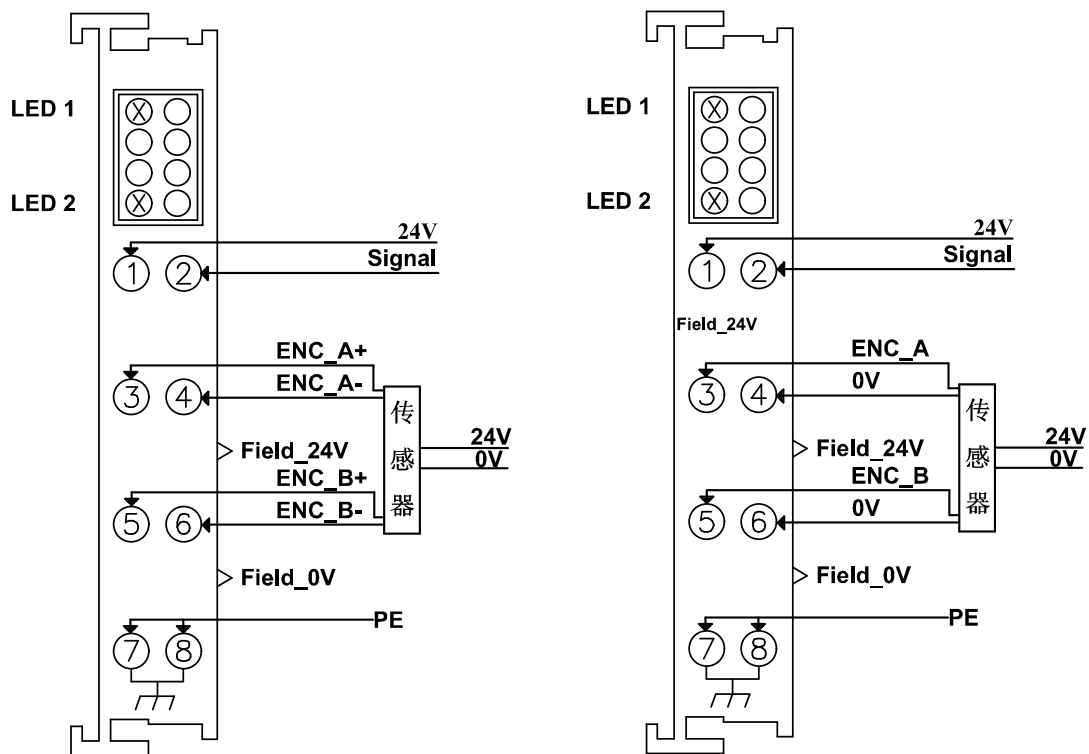 LED 1
LED 2
24V
Signal
1 2
ENC_A+
3 4
ENC_A-
Field_24V
ENC_B+
5 6
ENC_B-
传感器
24V
0V
Field_0V
PE
7 8
LED 1
LED 2
24V
Signal
1 2
Field_24V
ENC_A
3 4
0V
Field_24V
ENC_B
5 6
0V
传感器
24V
0V
Field_0V
PE
7 8